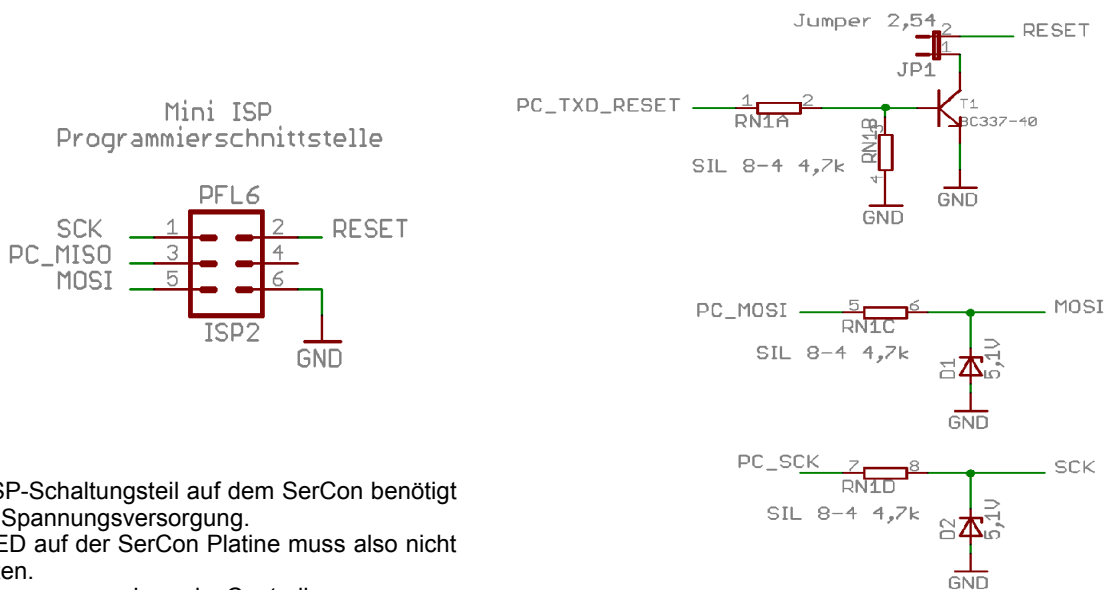 Mini ISP
Programmierschnittstelle
PFL6
SCK 1 2 RESET
PC_MISO 3 4
MOSI 5 6
ISP2
GND
SP-Schaltungsteil auf dem SerCon benötigt
Spannungsversorgung.
ED auf der SerCon Platine muss also nicht
ten.
Jumper 2,54
2 RESET
1
JP1
PC_TXD_RESET 1 2
RN1A
T1
BC337-40
RN1B
3
4
SIL 8-4 4,7k
GND
GND
PC_MOSI 5 6 MOSI
RN1C
SIL 8-4 4,7k
D1
5,1V
GND
PC_SCK 7 8 SCK
RN1D
SIL 8-4 4,7k
D2
5,1V
GND